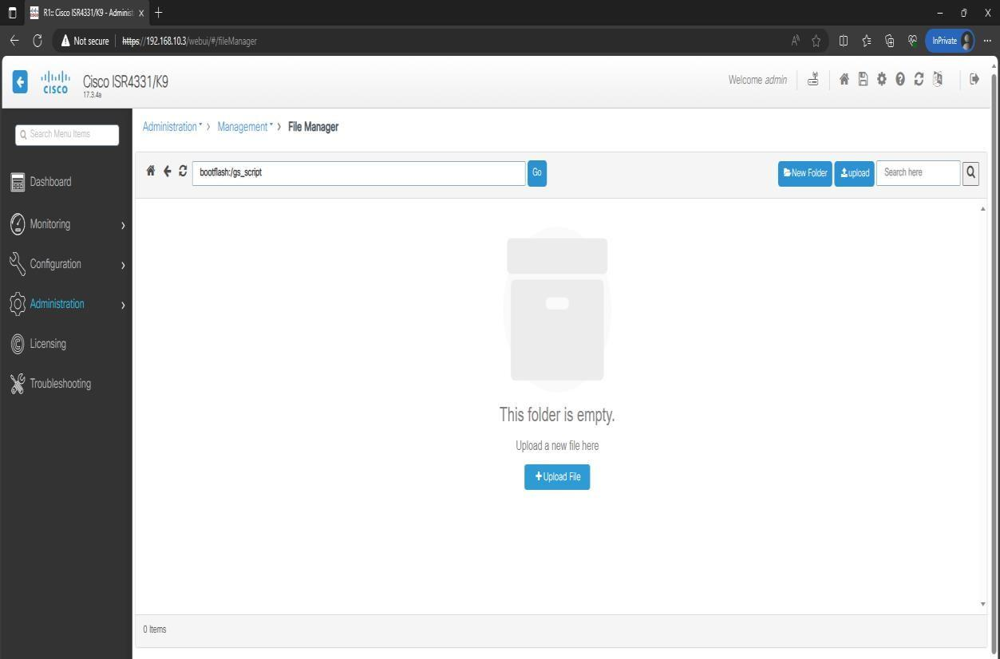 R1:: Cisco ISR4331/K9 - Administ
Not secure
https://192.168.10.3/webui/#/fileManager
InPrivate
CISCO
Cisco ISR4331/K9
17.3.4a
Welcome admin
Search Menu Items
Administration
Management
File Manager
bootflash:/gs_script
Go
New Folder
upload
Search here
Dashboard
Monitoring
Configuration
Administration
Licensing
Troubleshooting
This folder is empty.
Upload a new file here
+Upload File
0 Items